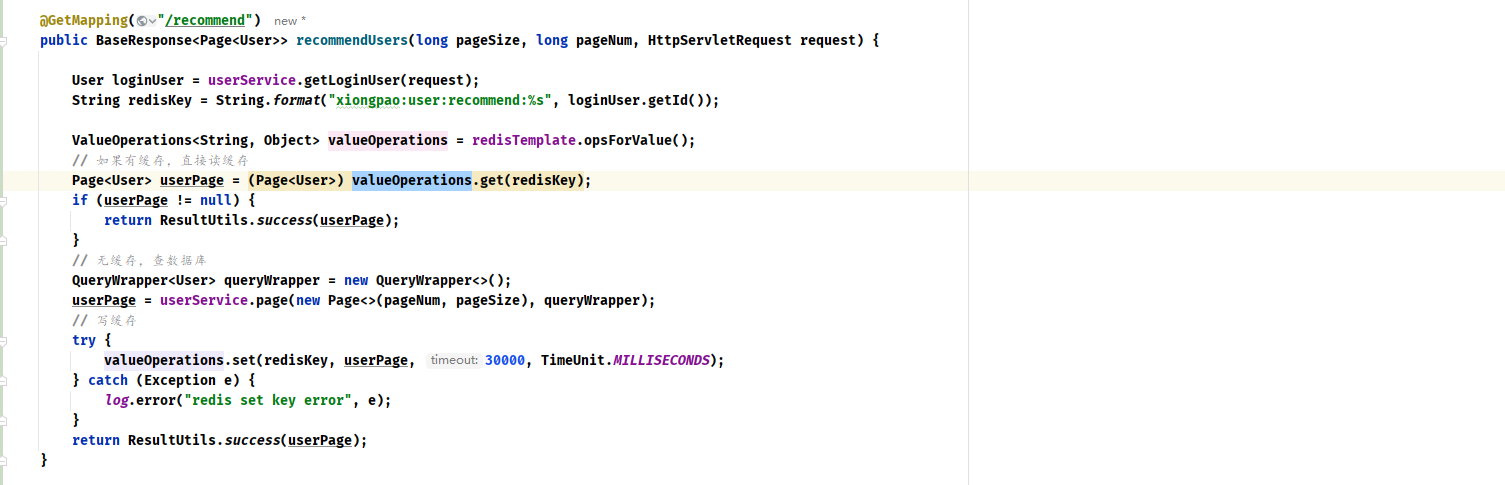 @GetMapping("/recommend") new *
public BaseResponse<Page<User>> recommendUsers(long pageSize, long pageNum, HttpServletRequest request) {
User loginUser = userService.getLoginUser(request);
String redisKey = String.format("xiongpao:user:recommend:%s", loginUser.getId());
ValueOperations<String, Object> valueOperations = redisTemplate.opsForValue();
// 如果有缓存，直接读缓存
Page<User> userPage = (Page<User>) valueOperations.get(redisKey);
if (userPage != null) {
return ResultUtils.success(userPage);
}
// 无缓存，查数据库
QueryWrapper<User> queryWrapper = new QueryWrapper<>();
userPage = userService.page(new Page<>(pageNum, pageSize), queryWrapper);
// 写缓存
try {
valueOperations.set(redisKey, userPage, timeout: 30000, TimeUnit.MILLISECONDS);
} catch (Exception e) {
log.error("redis set key error", e);
}
return ResultUtils.success(userPage);
}